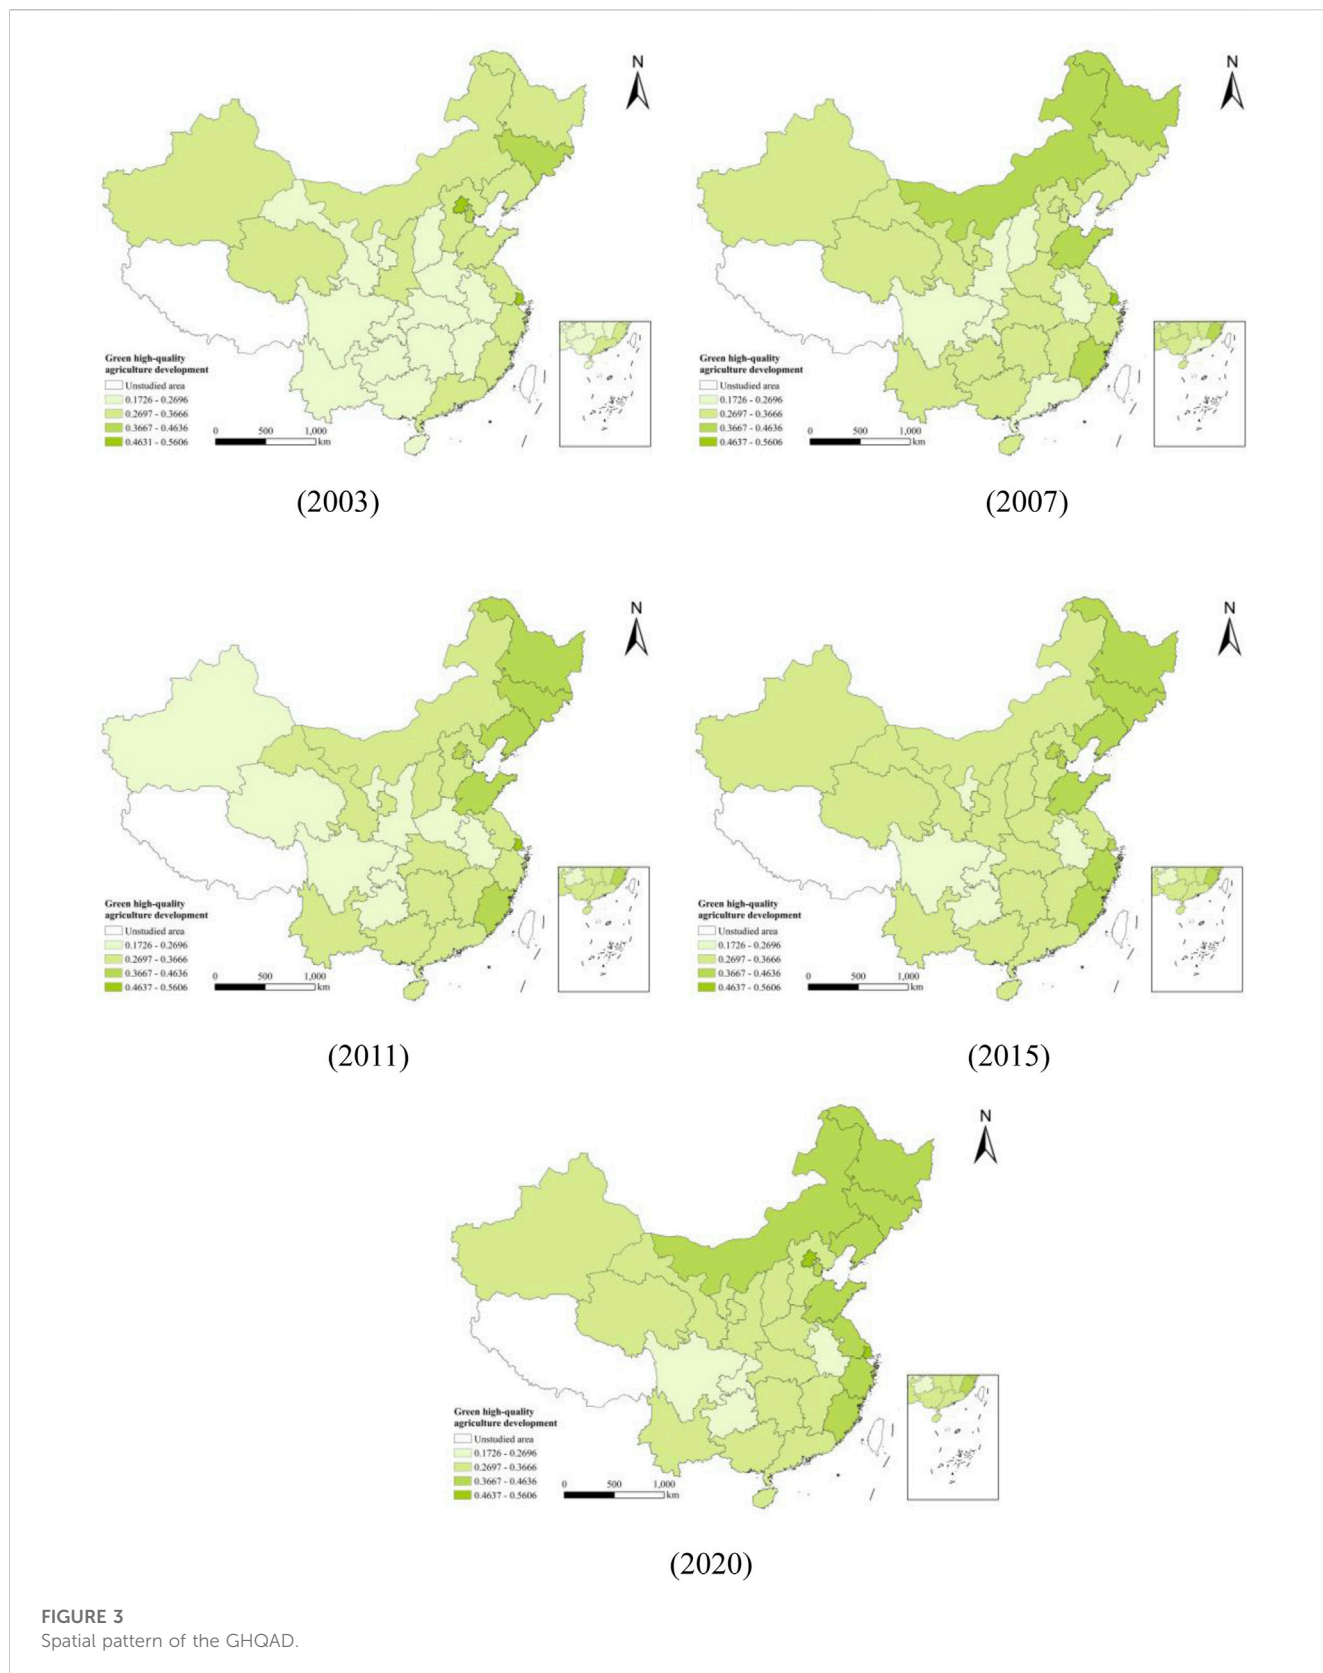 N
N
Green high-quality
agriculture development
Unstudied area
0.1726 - 0.2696
0.2697 - 0.3666
0.3667 - 0.4636
0.4631 - 0.5606
0 500 1,000
km
Green high-quality
agriculture development
Unstudied area
0.1726 - 0.2696
0.2697 - 0.3666
0.3667 - 0.4636
0.4637 - 0.5606
0 500 1,000
km
(2003)
(2007)
N
N
Green high-quality
agriculture development
Unstudied area
0.1726 - 0.2696
0.2697 - 0.3666
0.3667 - 0.4636
0.4637 - 0.5606
0 500 1,000
km
Green high-quality
agriculture development
Unstudied area
0.1726 - 0.2696
0.2697 - 0.3666
0.3667 - 0.4636
0.4637 - 0.5606
0 500 1,000
km
(2011)
(2015)
N
Green high-quality
agriculture development
Unstudied area
0.1726 - 0.2696
0.2697 - 0.3666
0.3667 - 0.4636
0.4637 - 0.5606
0 500 1,000
km
(2020)
FIGURE 3
Spatial pattern of the GHQAD.